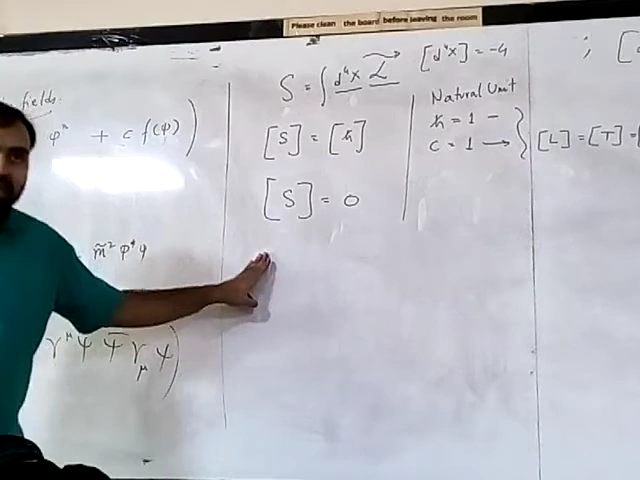 Please clean the board before leaving the room
fields:
φⁿ + c f(φ) )
m̃² φ* φ
γ^μ ψ ψ̄ γ_μ ψ )
S = ∫ d⁴x ℒ
[d⁴x] = -4
[S] = [ħ]
[S] = 0
Natural Unit
ħ = 1 -
c = 1 → }
[L] = [T] =
; [